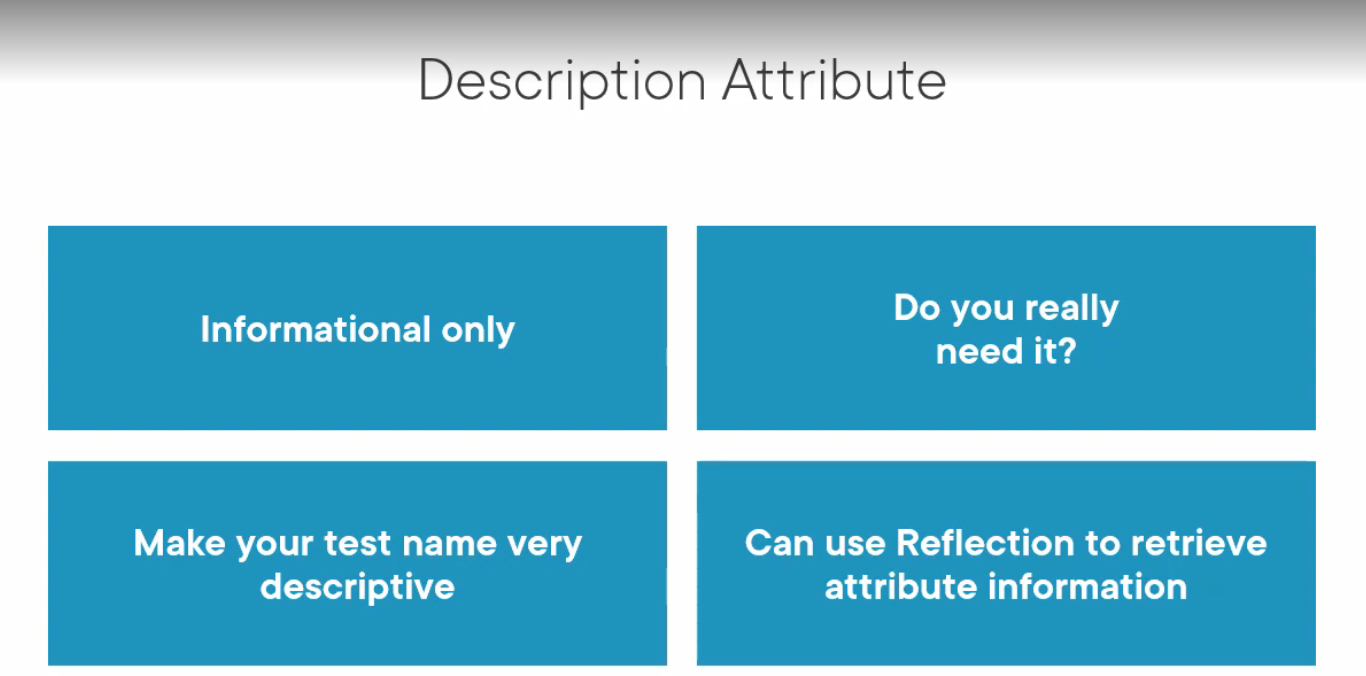 Description Attribute
Informational only
Do you really
need it?
Make your test name very
descriptive
Can use Reflection to retrieve
attribute information